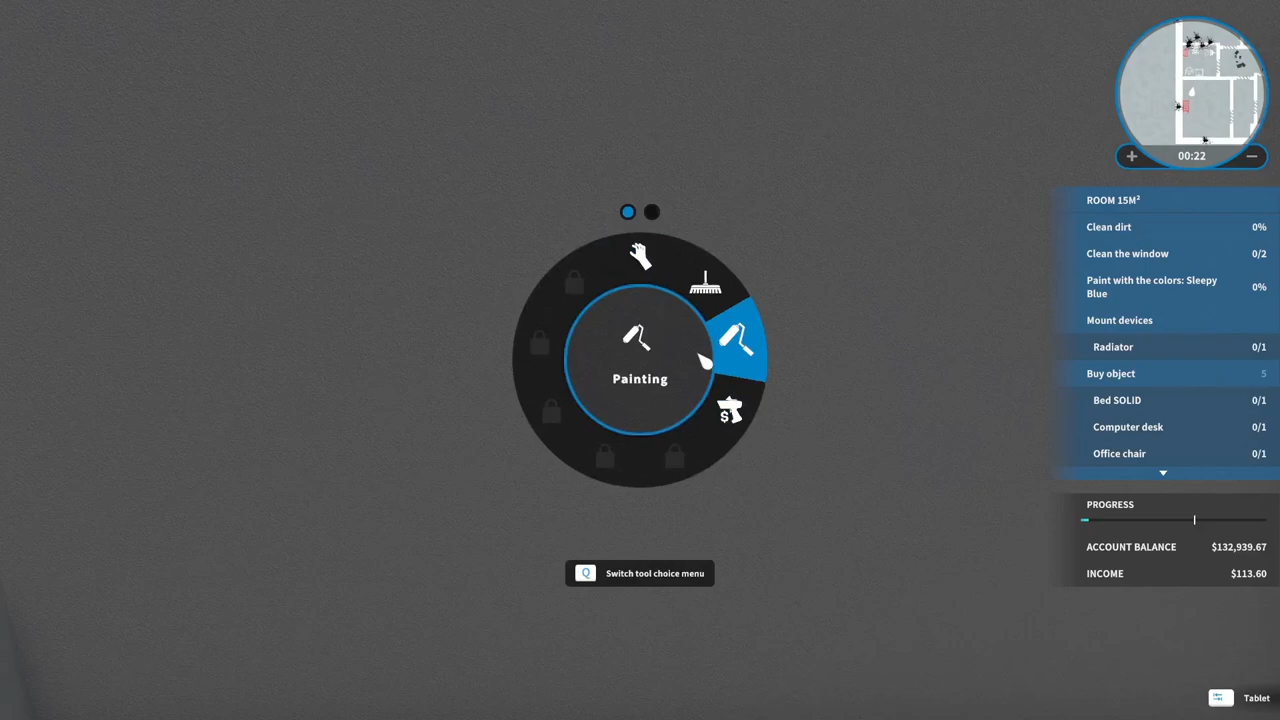 00:22
ROOM 15M²
Clean dirt 0%
Clean the window 0/2
Paint with the colors: Sleepy
Blue 0%
Mount devices
Radiator 0/1
Buy object 5
Bed SOLID 0/1
Computer desk 0/1
Office chair 0/1
Painting
$
PROGRESS
ACCOUNT BALANCE $132,939.67
INCOME $113.60
Q Switch tool choice menu
Tablet